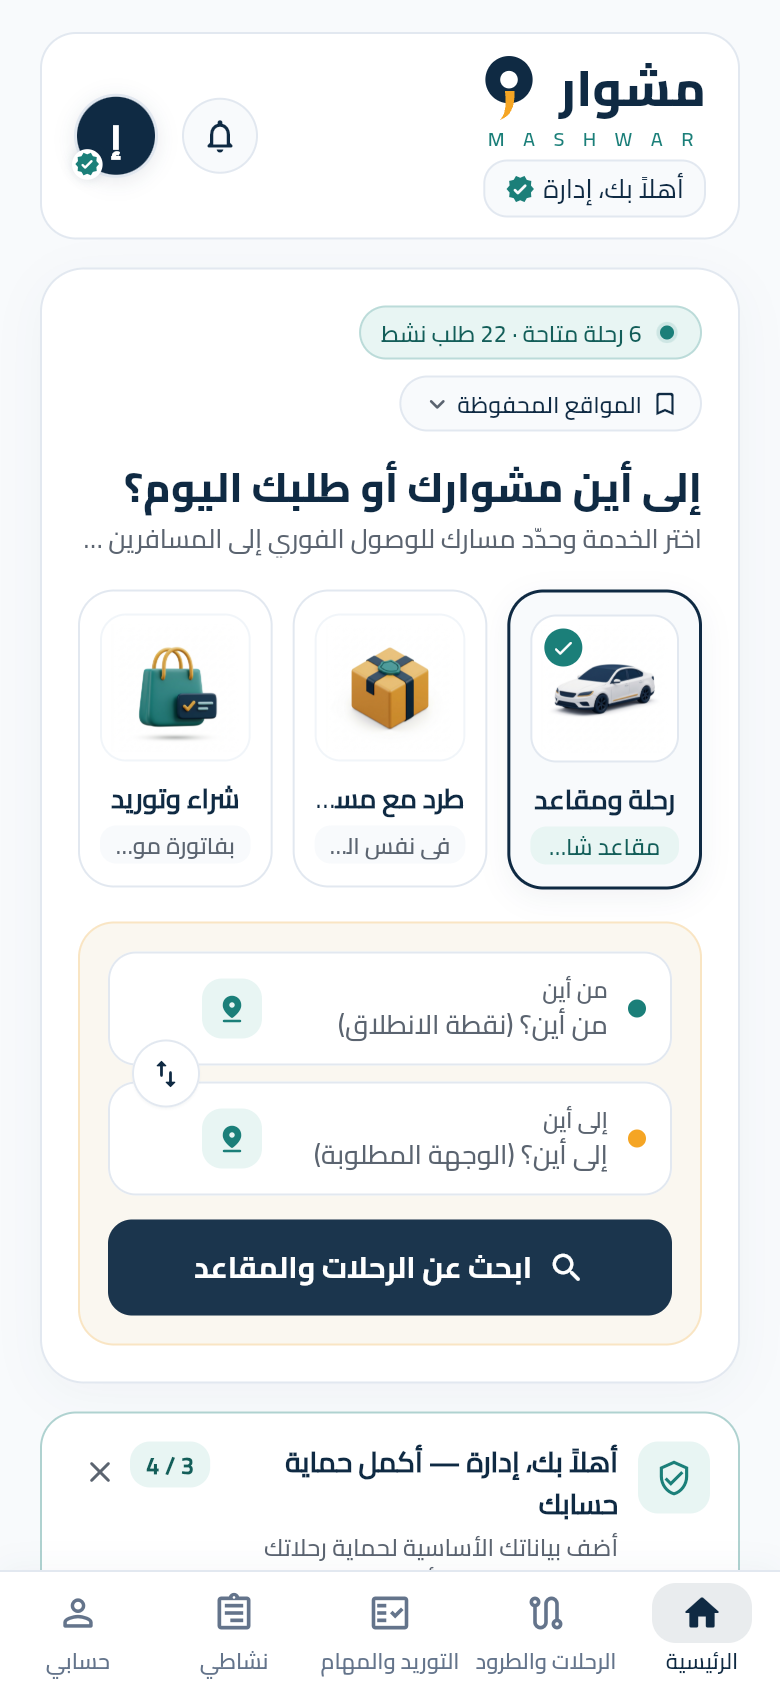 مشوار
MASHWAR
أهلاً بك، إدارة
إ
6 رحلة متاحة · 22 طلب نشط
المواقع المحفوظة
إلى أين مشوارك أو طلبك اليوم؟
اختر الخدمة وحدّد مسارك للوصول الفوري إلى المسافرين ...
رحلة ومقاعد
مقاعد شا...
طرد مع مسـ...
في نفس الـ...
شراء وتوريد
بفاتورة مو...
من أين
من أين؟ (نقطة الانطلاق)
إلى أين
إلى أين؟ (الوجهة المطلوبة)
ابحث عن الرحلات والمقاعد
أهلاً بك، إدارة — أكمل حماية
حسابك
3 / 4
أضف بياناتك الأساسية لحماية رحلاتك
الرئيسية
الرحلات والطرود
التوريد والمهام
نشاطي
حسابي